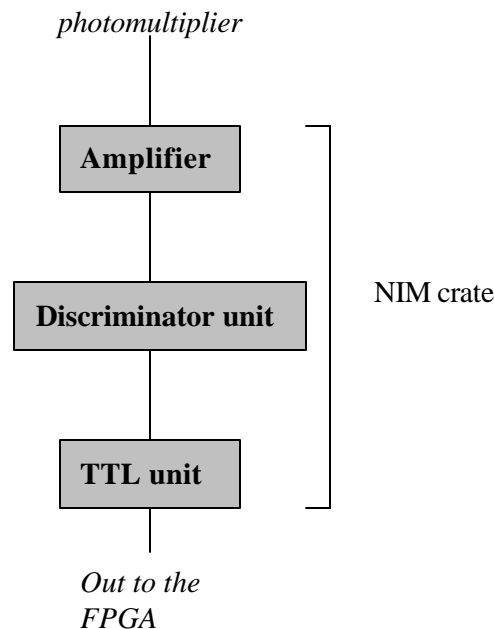 photomultiplier
Amplifier
NIM crate
Discriminator unit
TTL unit
Out to the
FPGA